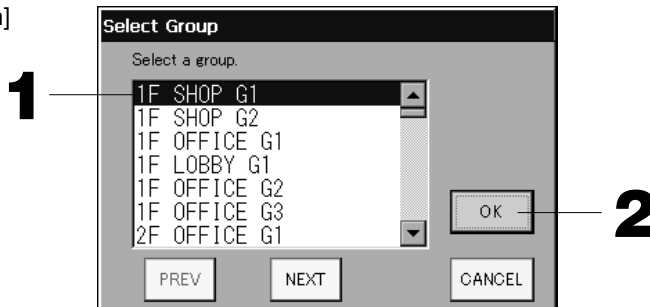 ]
Select Group
Select a group.
1
1F SHOP G1
1F SHOP G2
1F OFFICE G1
1F LOBBY G1
1F OFFICE G2
1F OFFICE G3
2F OFFICE G1
OK
2
PREV
NEXT
CANCEL